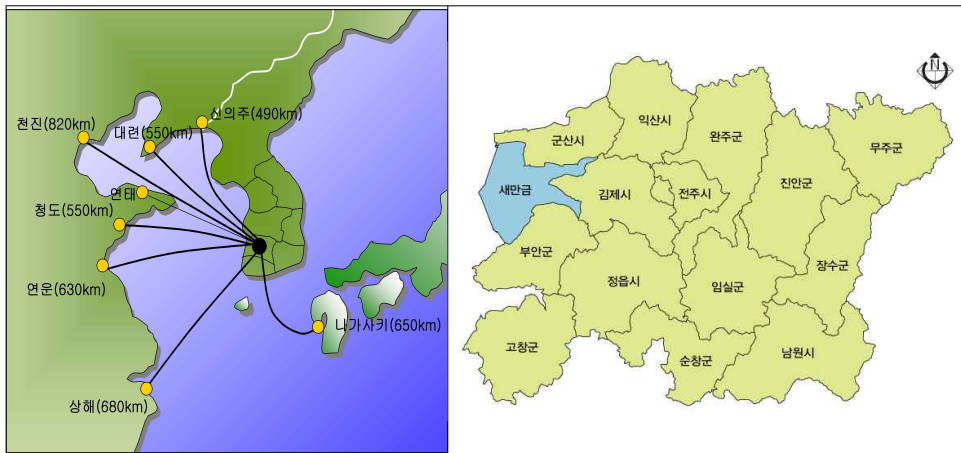 신의주(490km)
천진(820km)
대련(550km)
연태
청도(550km)
연운(630km)
나가사키(650km)
상해(680km)
N
익산시
군산시
완주군
무주군
새만금
김제시
전주시
진안군
부안군
장수군
정읍시
임실군
고창군
순창군
남원시